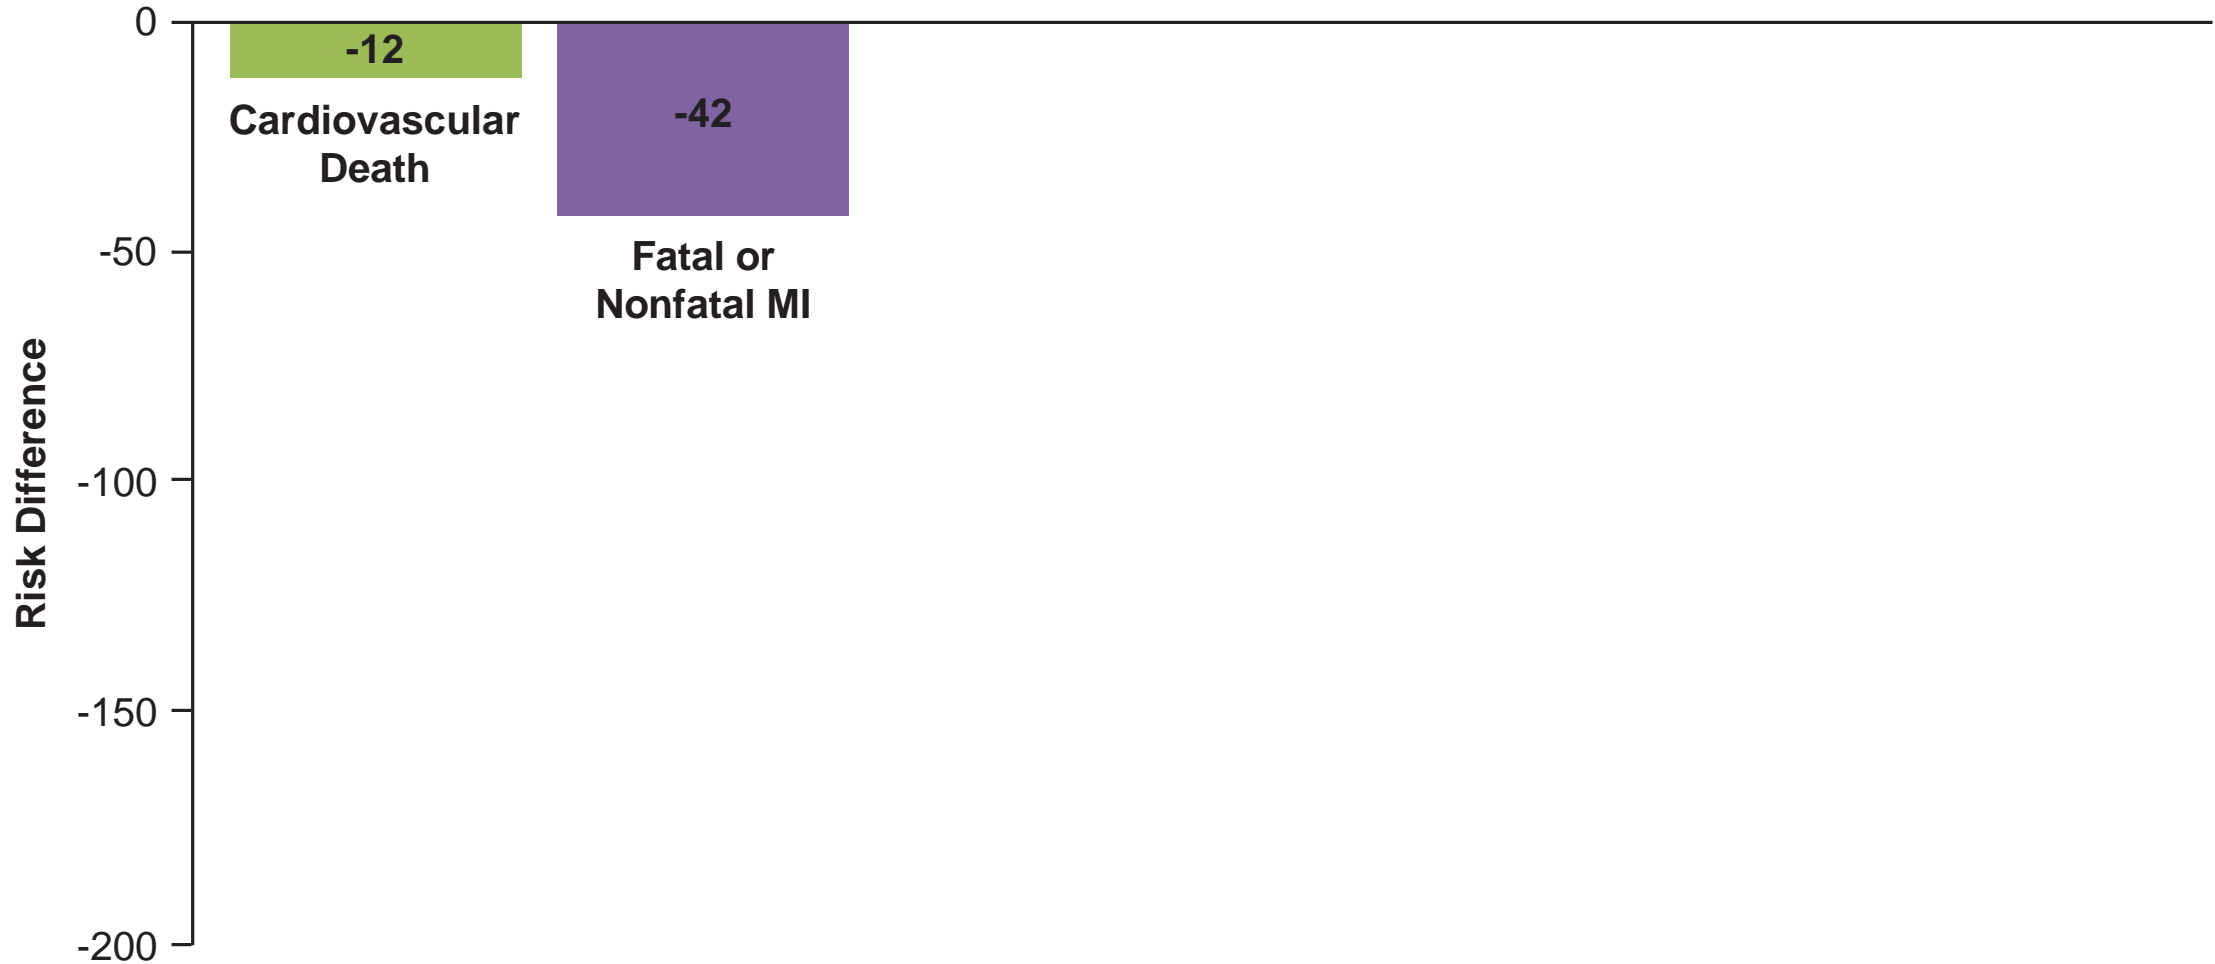 0
-12
-42
Cardiovascular
Death
-50
Fatal or
Nonfatal MI
Risk Difference
-100
-150
-200